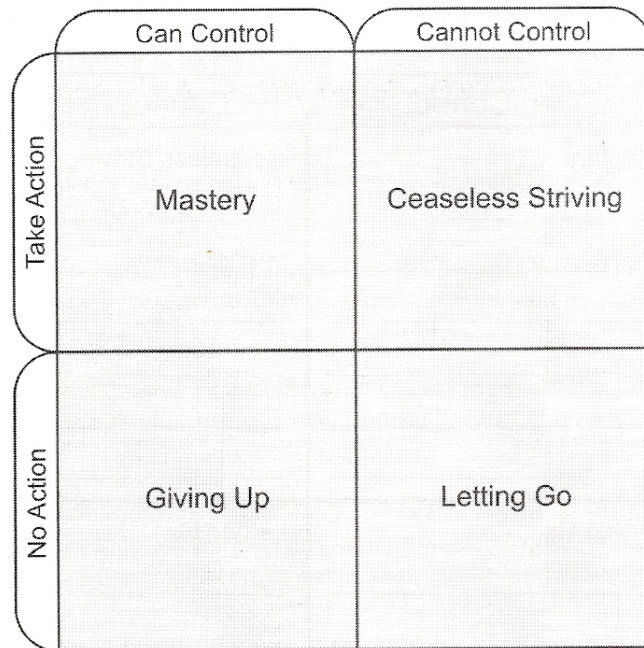 Can Control
Cannot Control
Take Action
Mastery
Ceaseless Striving
No Action
Giving Up
Letting Go